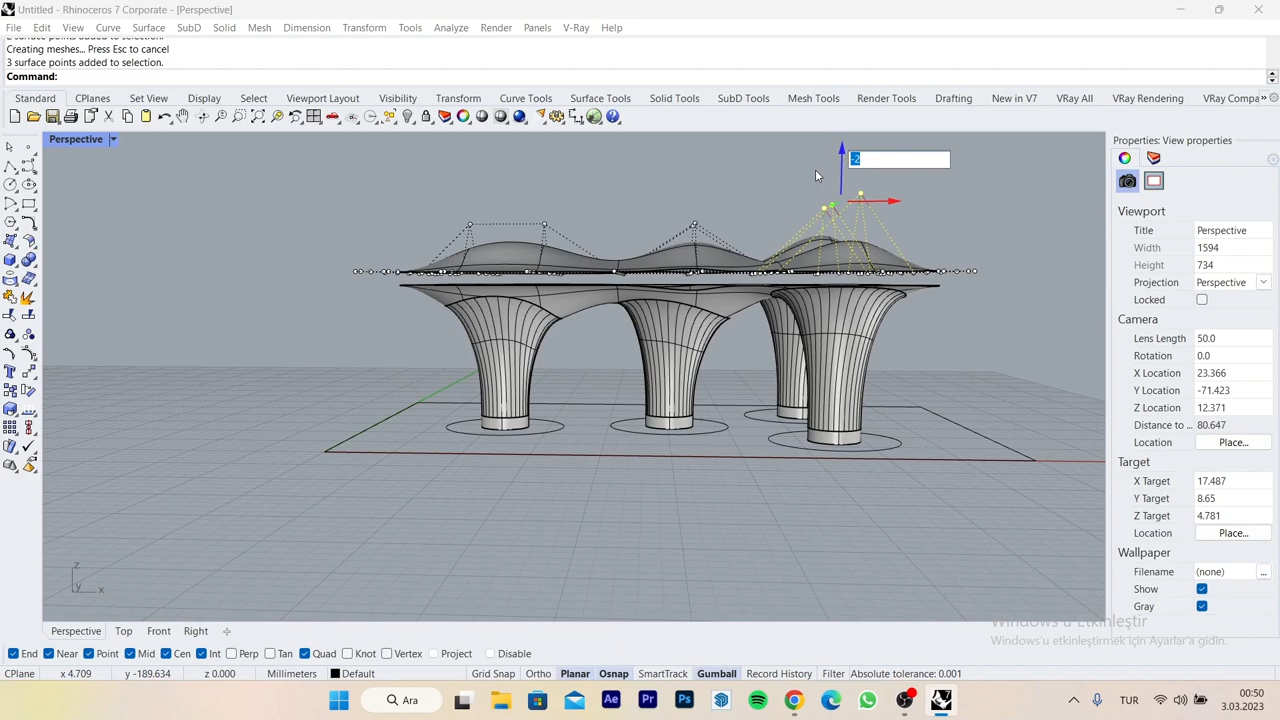 Untitled - Rhinoceros 7 Corporate - [Perspective]
File Edit View Curve Surface SubD Solid Mesh Dimension Transform Tools Analyze Render Panels V-Ray Help
Creating meshes... Press Esc to cancel
3 surface points added to selection.
Command:
Standard CPlanes Set View Display Select Viewport Layout Visibility Transform Curve Tools Surface Tools Solid Tools SubD Tools Mesh Tools Render Tools Drafting New in V7 VRay All VRay Rendering VRay Compa
Perspective
-2
Properties: View properties
Viewport
Title Perspective
Width 1594
Height 734
Projection Perspective
Locked
Camera
Lens Length 50.0
Rotation 0.0
X Location 23.366
Y Location -71.423
Z Location 12.371
Distance to ... 80.647
Location Place...
Target
X Target 17.487
Y Target 8.65
Z Target 4.781
Location Place...
Wallpaper
Filename (none) ...
Show
Gray
Windows'u Etkinleştir
Windows'u etkinleştirmek için Ayarlar'a gidin.
z
y x
Perspective Top Front Right
End Near Point Mid Cen Int Perp Tan Quad Knot Vertex Project Disable
CPlane x 4.709 y -189.634 z 0.000 Millimeters Default Grid Snap Ortho Planar Osnap SmartTrack Gumball Record History Filter Absolute tolerance: 0.001
Ara
Ae Pr Ps
TUR
00:50
3.03.2023